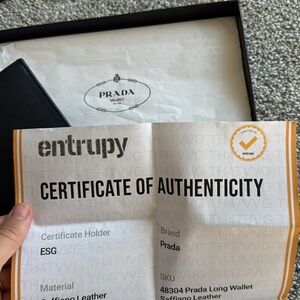 PRADA
MILANO
entrupy
CERTIFICATE OF AUTHENTICITY
Certificate Holder
ESG
Brand
Prada
Material
Saffiano Leather
SKU
48304 Prada Long Wallet
Saffiano Leather